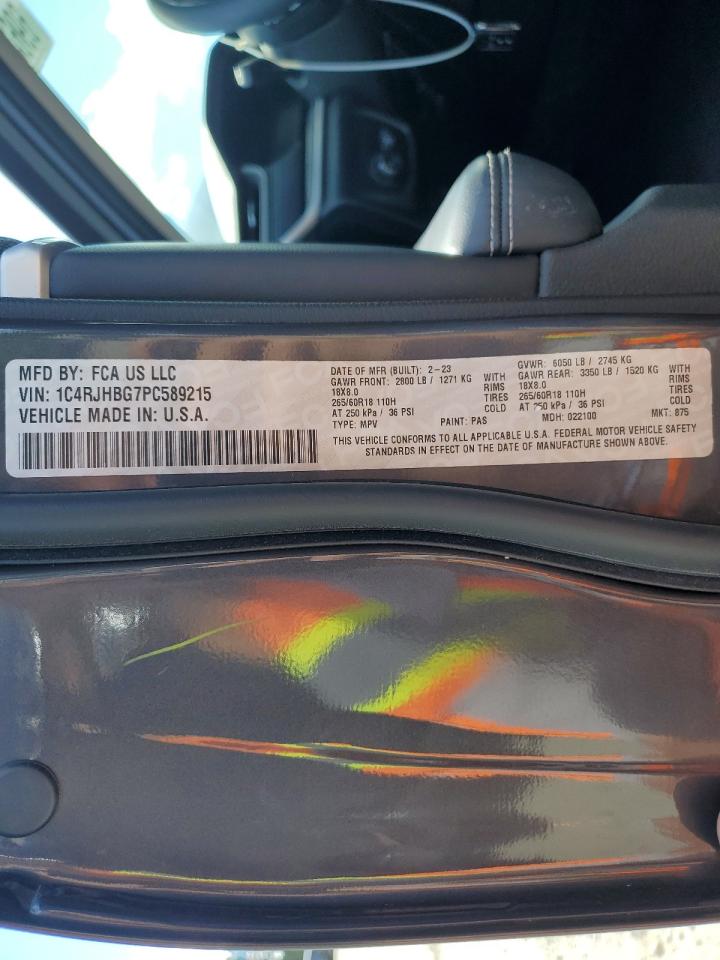 MFD BY: FCA US LLC
VIN: 1C4RJHBG7PC589215
VEHICLE MADE IN: U.S.A.
DATE OF MFR (BUILT): 2-23 GVWR: 6050 LB / 2745 KG
GAWR FRONT: 2800 LB / 1271 KG WITH GAWR REAR: 3350 LB / 1520 KG WITH
18X8.0 RIMS 18X8.0 RIMS
265/60R18 110H TIRES 265/60R18 110H TIRES
AT 250 kPa / 36 PSI COLD AT 250 kPa / 36 PSI COLD
TYPE: MPV PAINT: PAS MDH: 022100 MKT: 875
THIS VEHICLE CONFORMS TO ALL APPLICABLE U.S.A. FEDERAL MOTOR VEHICLE SAFETY
STANDARDS IN EFFECT ON THE DATE OF MANUFACTURE SHOWN ABOVE.